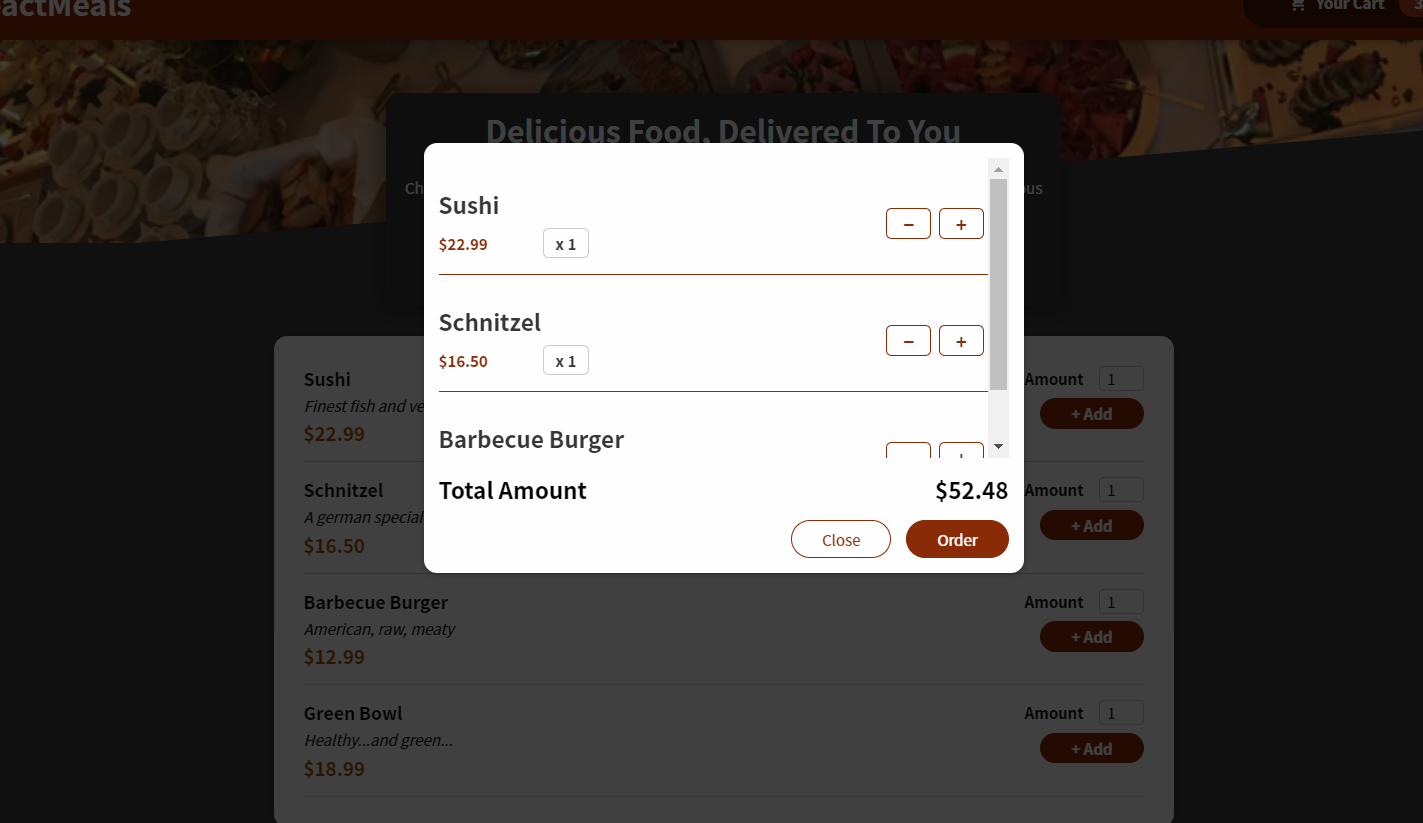 actMeals
Your Cart
3
Delicious Food, Delivered To You
Ch
ous
Sushi
$22.99
x 1
− +
Schnitzel
$16.50
x 1
− +
Barbecue Burger
Total Amount $52.48
Close Order
Sushi
Finest fish and ve
$22.99
Amount 1
+ Add
Schnitzel
A german special
$16.50
Amount 1
+ Add
Barbecue Burger
American, raw, meaty
$12.99
Amount 1
+ Add
Green Bowl
Healthy...and green...
$18.99
Amount 1
+ Add